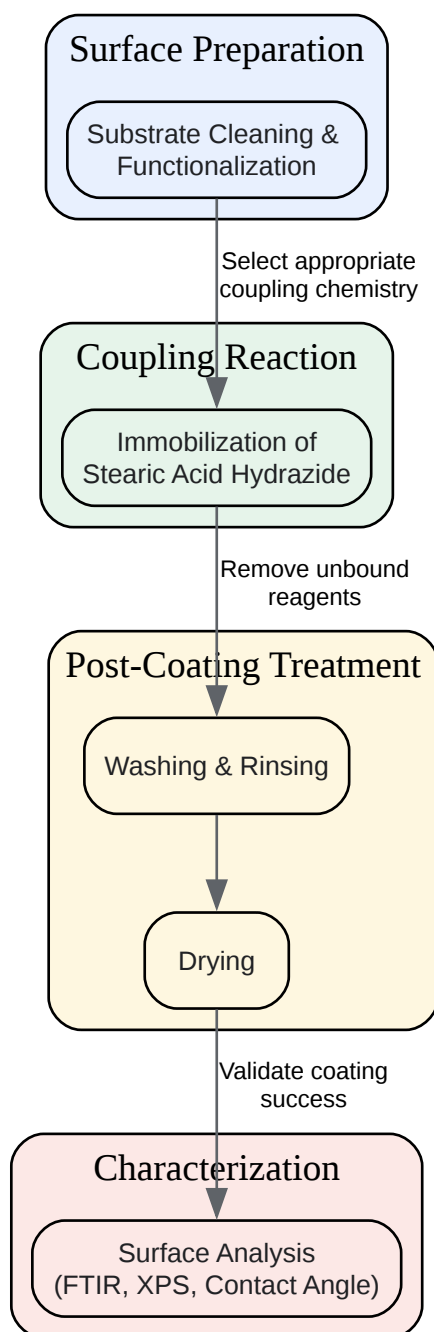 Surface Preparation
Substrate Cleaning &
Functionalization
Select appropriate
coupling chemistry
Coupling Reaction
Immobilization of
Stearic Acid Hydrazide
Remove unbound
reagents
Post-Coating Treatment
Washing & Rinsing
Drying
Validate coating
success
Characterization
Surface Analysis
(FTIR, XPS, Contact Angle)